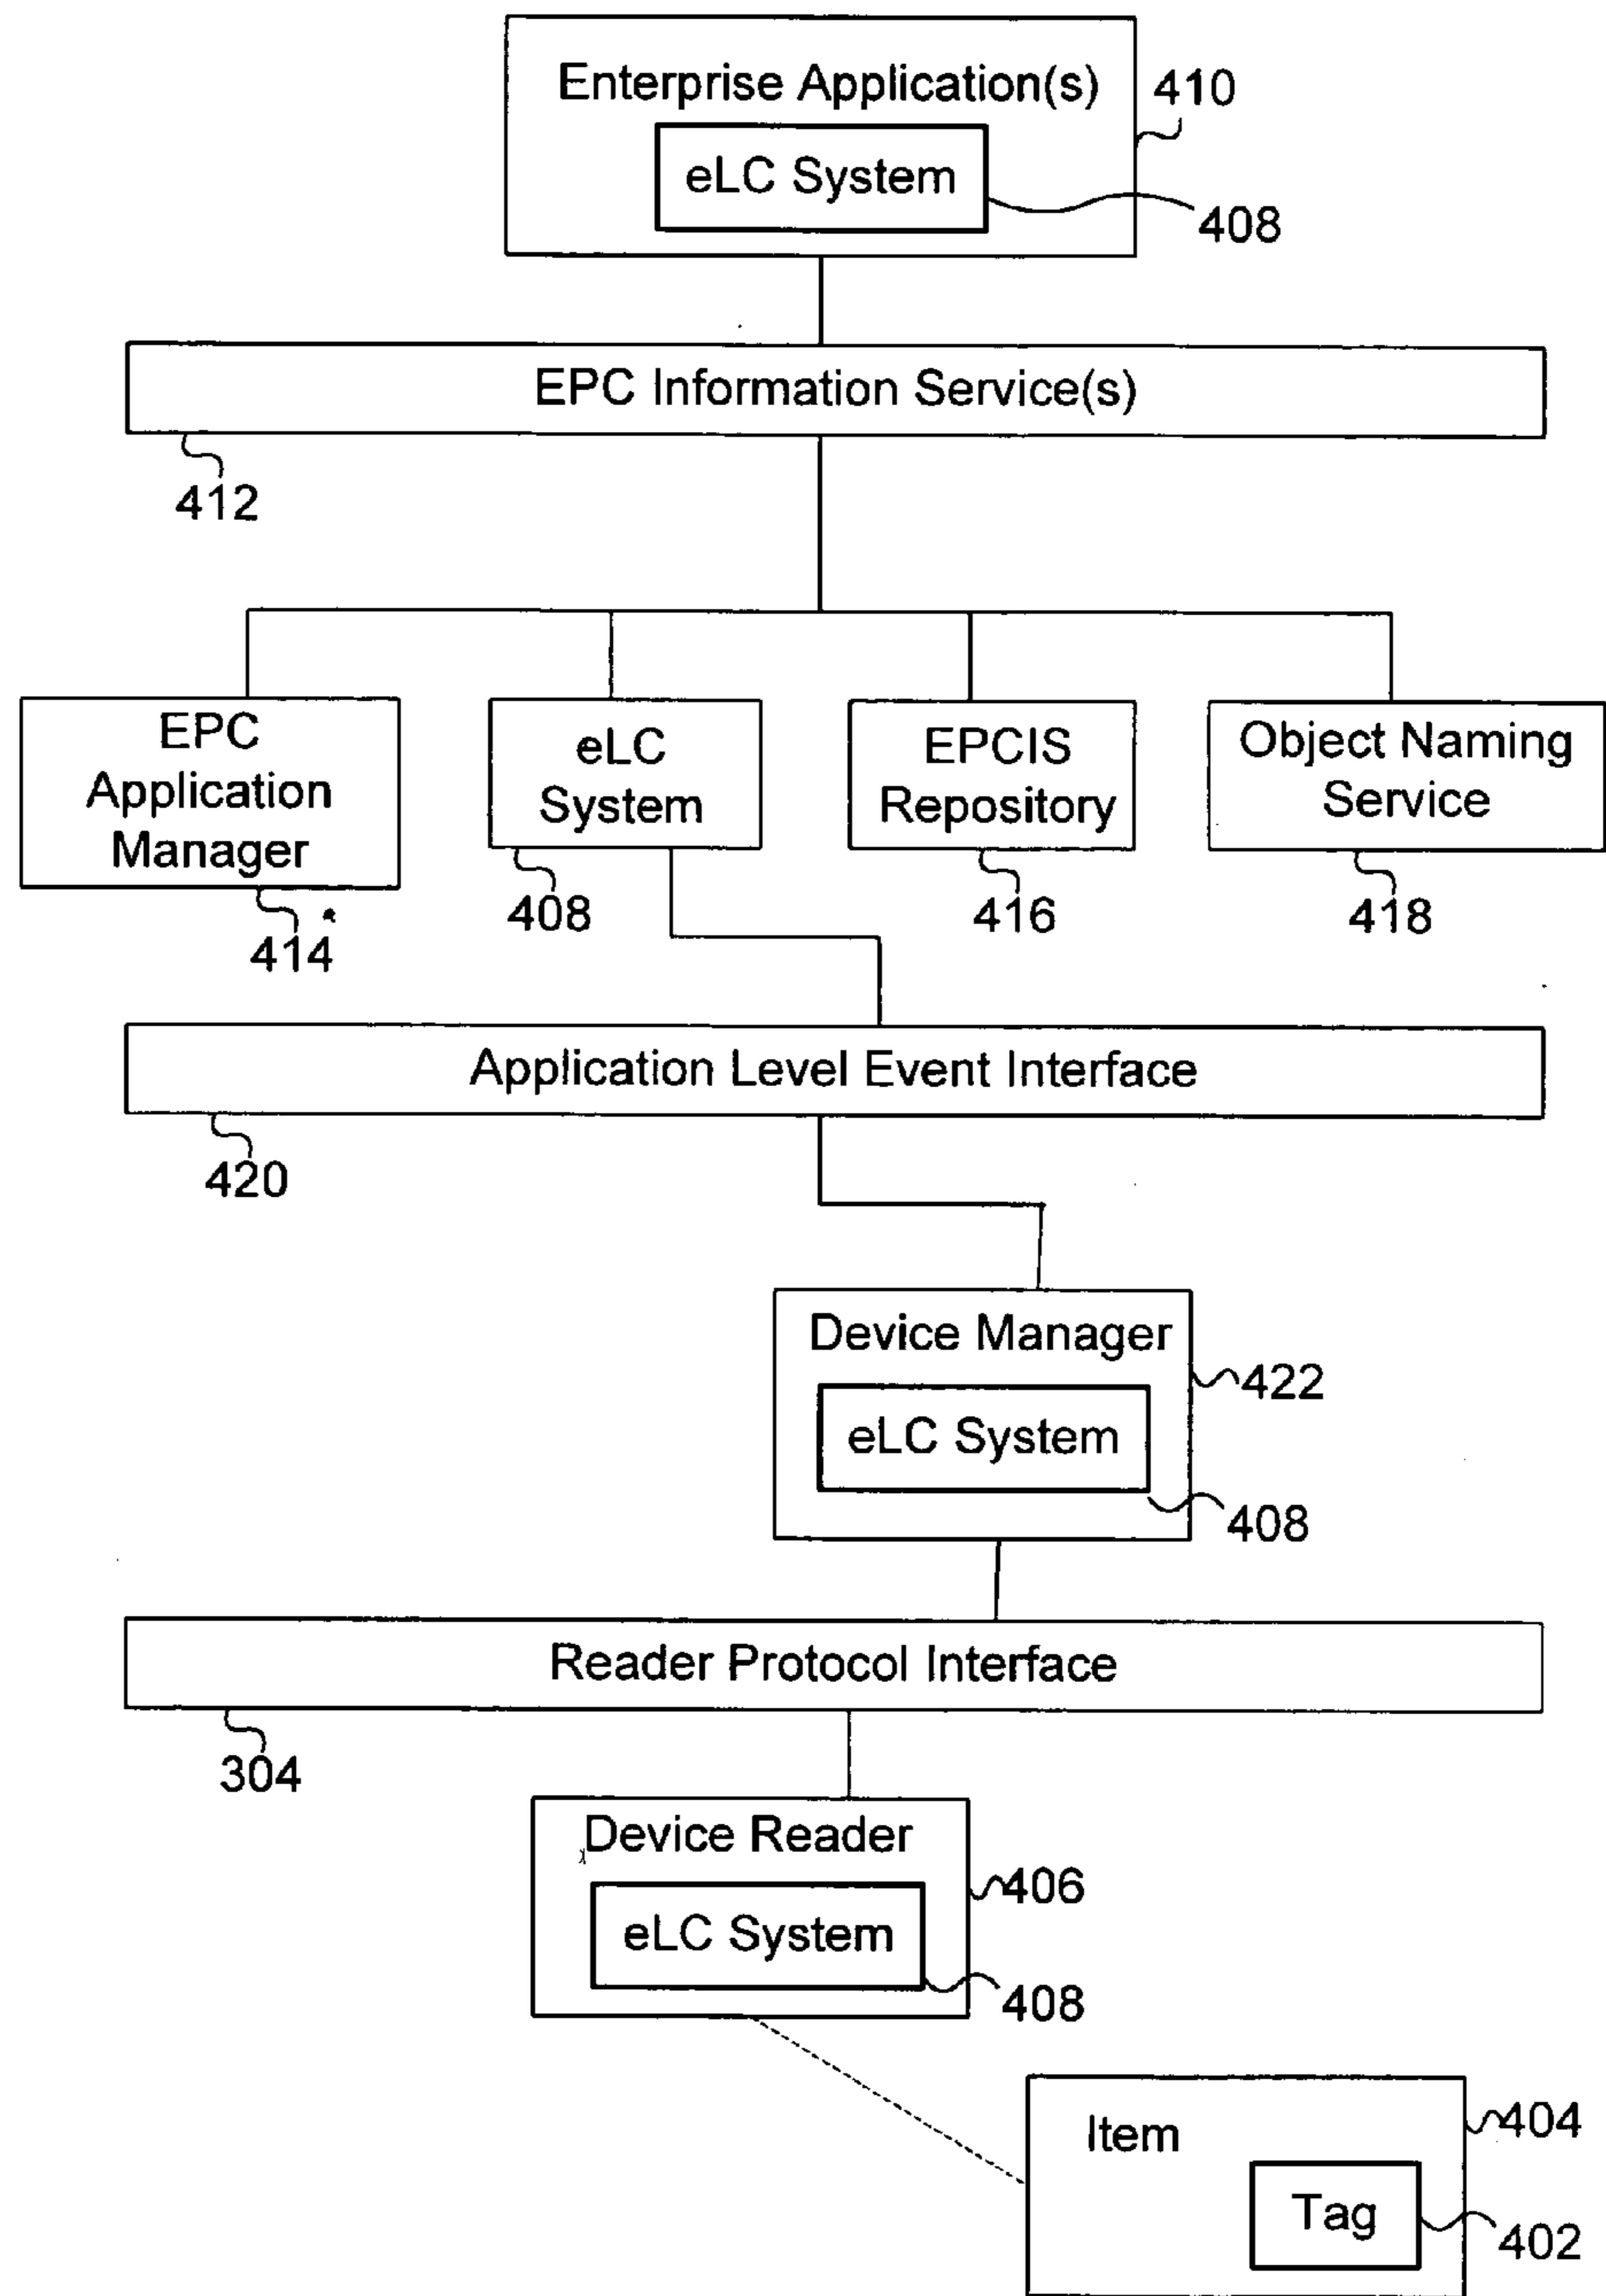 Enterprise Application(s)
410
eLC System
408
EPC Information Service(s)
412
EPC
Application
Manager
414
eLC
System
408
EPCIS
Repository
416
Object Naming
Service
418
Application Level Event Interface
420
Device Manager
422
eLC System
408
Reader Protocol Interface
304
Device Reader
406
eLC System
408
Item
404
Tag
402